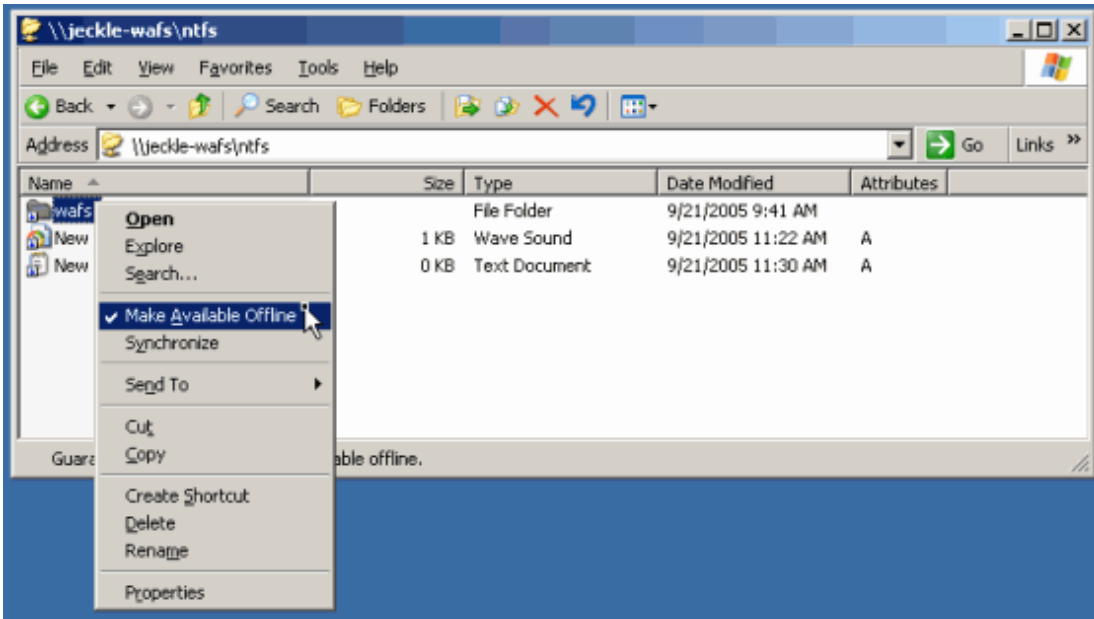 \\jeckle-wafs\ntfs
File Edit View Favorites Tools Help
Back Search Folders
Address \\jeckle-wafs\ntfs Go Links »
Name Size Type Date Modified Attributes
wafs File Folder 9/21/2005 9:41 AM
New 1 KB Wave Sound 9/21/2005 11:22 AM A
New 0 KB Text Document 9/21/2005 11:30 AM A
Open
Explore
Search...
Make Available Offline
Synchronize
Send To
Cut
Copy
Create Shortcut
Delete
Rename
Properties
Guara able offline.